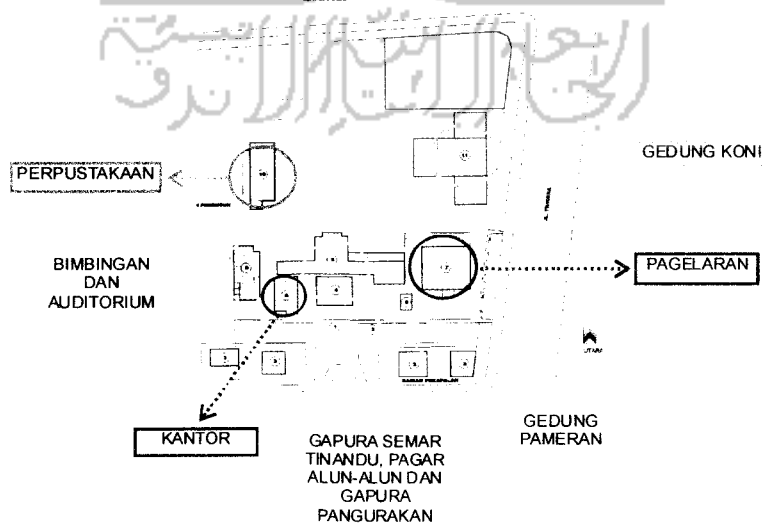 GEDUNG KONI
PERPUSTAKAAN
BIMBINGAN
DAN
AUDITORIUM
PAGELARAN
UTARA
KANTOR
GAPURA SEMAR
TINANDU, PAGAR
ALUN-ALUN DAN
GAPURA
PANGURAKAN
GEDUNG
PAMERAN